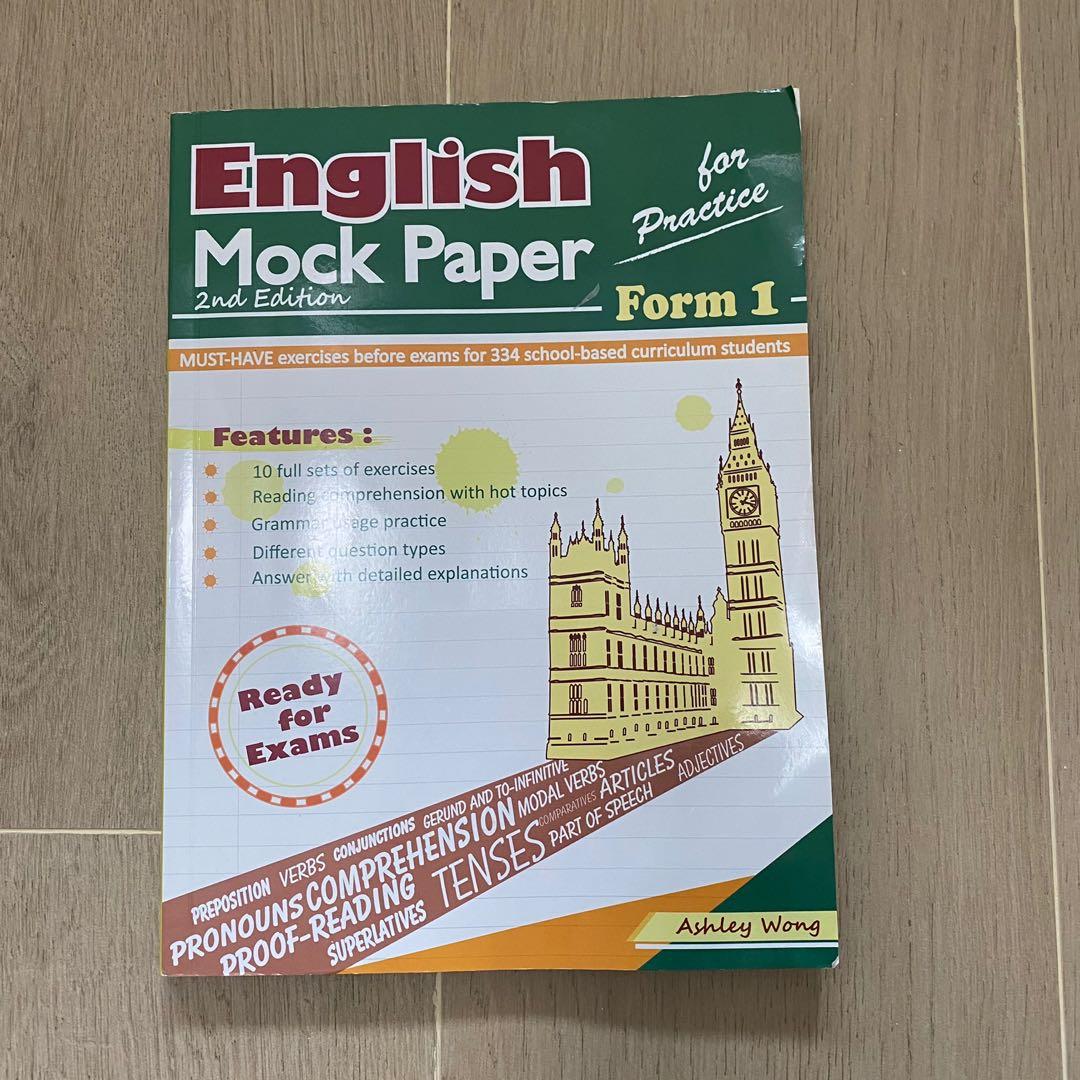 English
for
Practice
Mock Paper
2nd Edition
Form 1
MUST-HAVE exercises before exams for 334 school-based curriculum students
Features :
10 full sets of exercises
Reading comprehension with hot topics
Grammar usage practice
Different question types
Answer with detailed explanations
Ready
for
Exams
PREPOSITION VERBS CONJUNCTIONS GERUND AND TO-INFINITIVE
PRONOUNS COMPREHENSION MODAL VERBS
PROOF-READING TENSES COMPARATIVES ARTICLES ADJECTIVES
SUPERLATIVES PART OF SPEECH
Ashley Wong